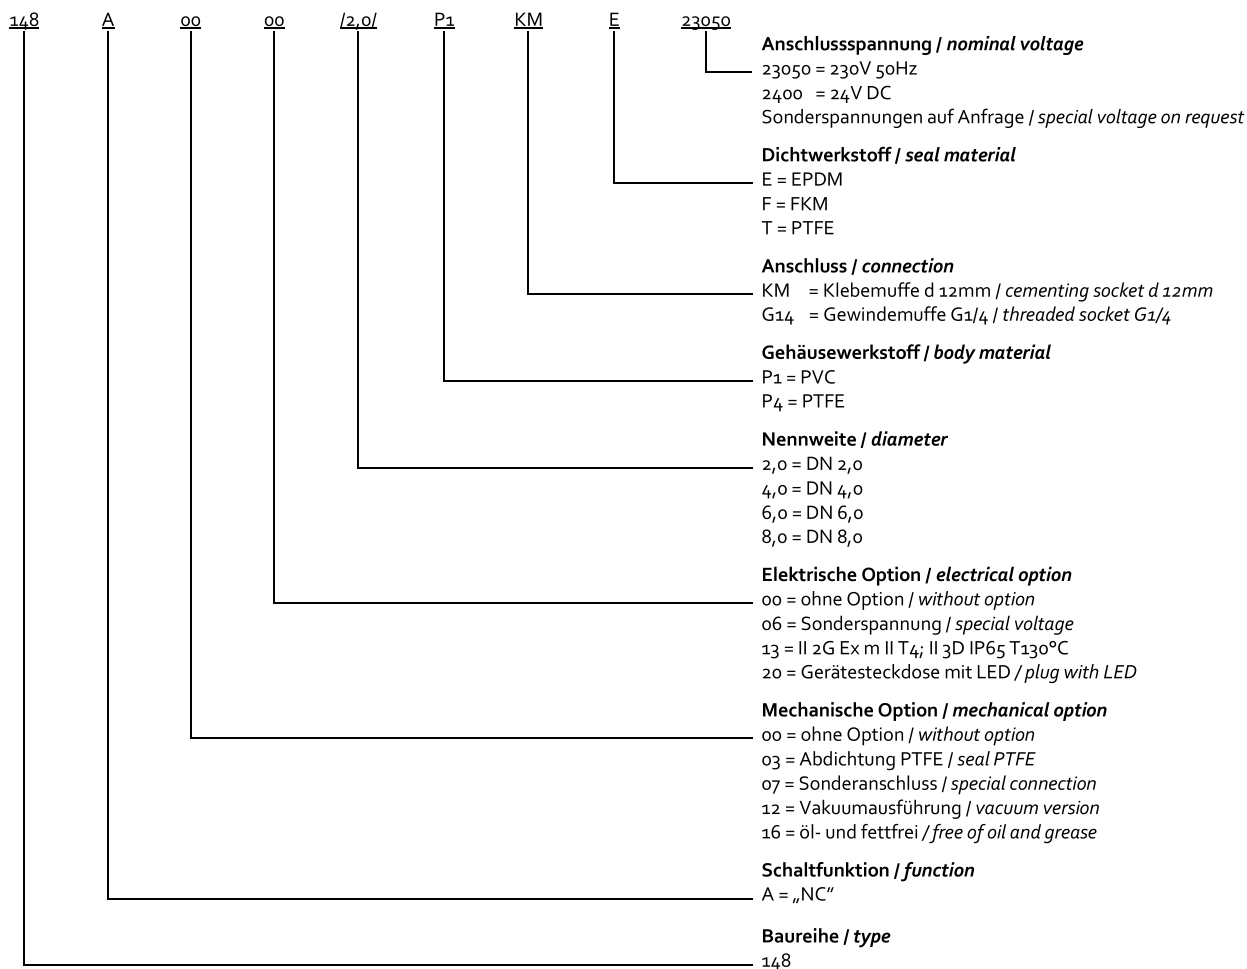 148 A 00 00 /2,0/ P1 KM E 23050
Anschlussspannung / nominal voltage
23050 = 230V 50Hz
2400 = 24V DC
Sonderspannungen auf Anfrage / special voltage on request
Dichtwerkstoff / seal material
E = EPDM
F = FKM
T = PTFE
Anschluss / connection
KM = Klebemuffe d 12mm / cementing socket d 12mm
G14 = Gewindemuffe G1/4 / threaded socket G1/4
Gehäusewerkstoff / body material
P1 = PVC
P4 = PTFE
Nennweite / diameter
2,0 = DN 2,0
4,0 = DN 4,0
6,0 = DN 6,0
8,0 = DN 8,0
Elektrische Option / electrical option
00 = ohne Option / without option
06 = Sonderspannung / special voltage
13 = II 2G Ex m II T4; II 3D IP65 T130°C
20 = Gerätesteckdose mit LED / plug with LED
Mechanische Option / mechanical option
00 = ohne Option / without option
03 = Abdichtung PTFE / seal PTFE
07 = Sonderanschluss / special connection
12 = Vakuumausführung / vacuum version
16 = öl- und fettfrei / free of oil and grease
Schaltfunktion / function
A = „NC“
Baureihe / type
148